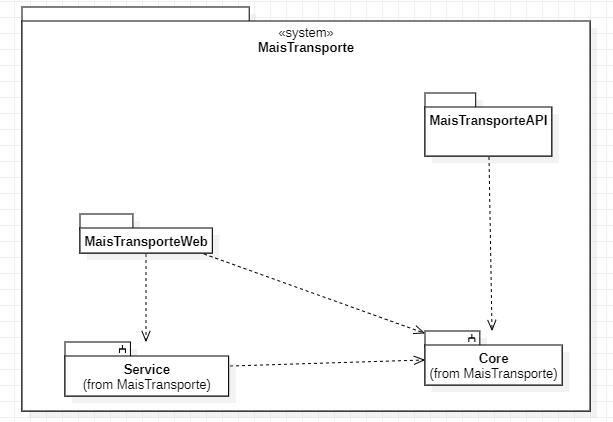 «system»
MaisTransporte
MaisTransporteAPI
MaisTransporteWeb
Service
(from MaisTransporte)
Core
(from MaisTransporte)